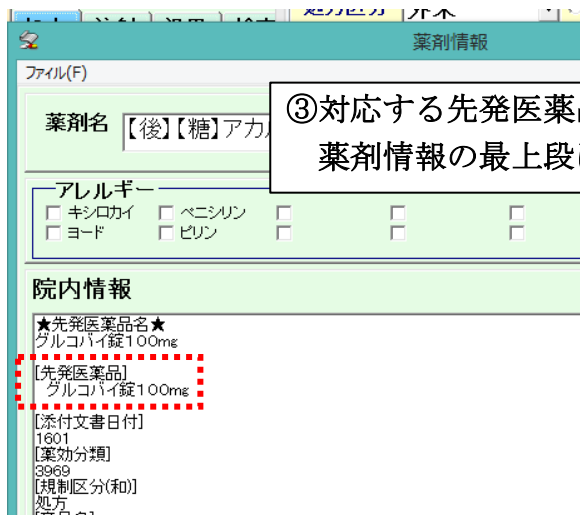 処方区分 外来
薬剤情報
ファイル(F)
薬剤名 【後】【糖】アカル
③対応する先発医薬品
薬剤情報の最上段に
アレルギー
キシロカイ ペニシリン
ヨード ピリン
院内情報
★先発医薬品名★
グルコバイ錠100mg
[先発医薬品]
グルコバイ錠100mg
[添付文書日付]
1601
[薬効分類]
3969
[規制区分(和)]
処方